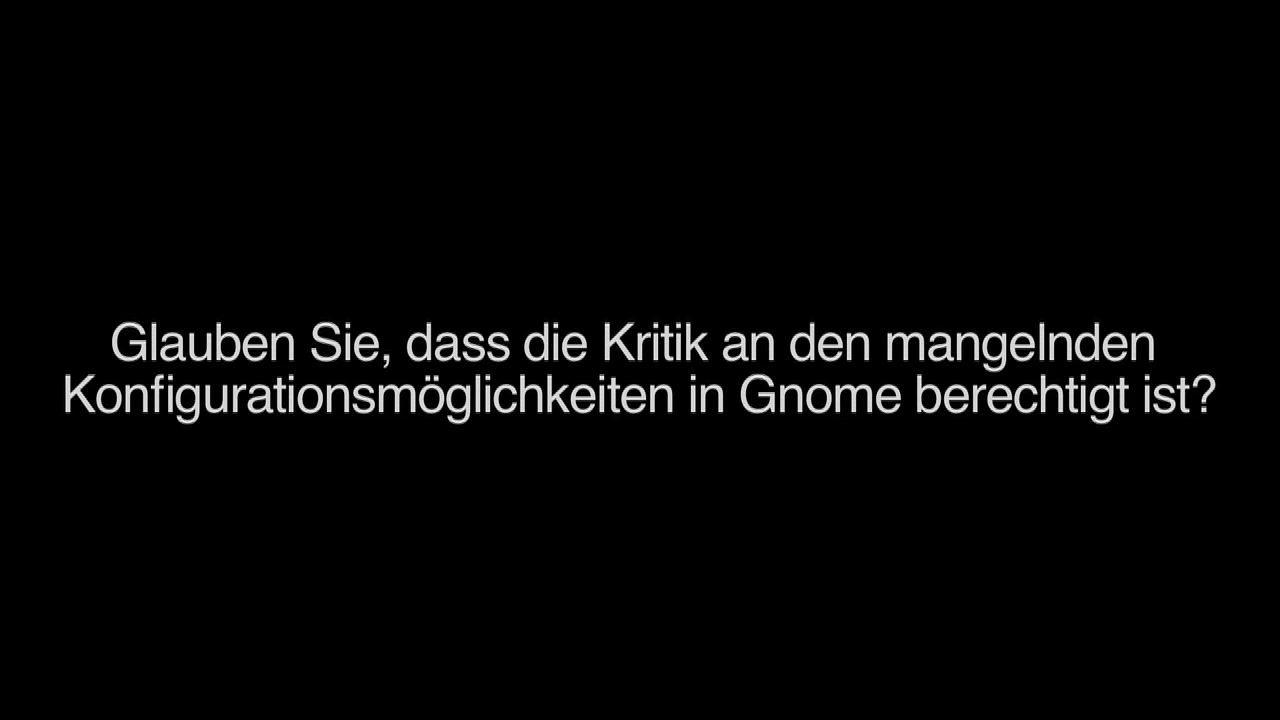 Glauben Sie, dass die Kritik an den mangelnden
Konfigurationsmöglichkeiten in Gnome berechtigt ist?